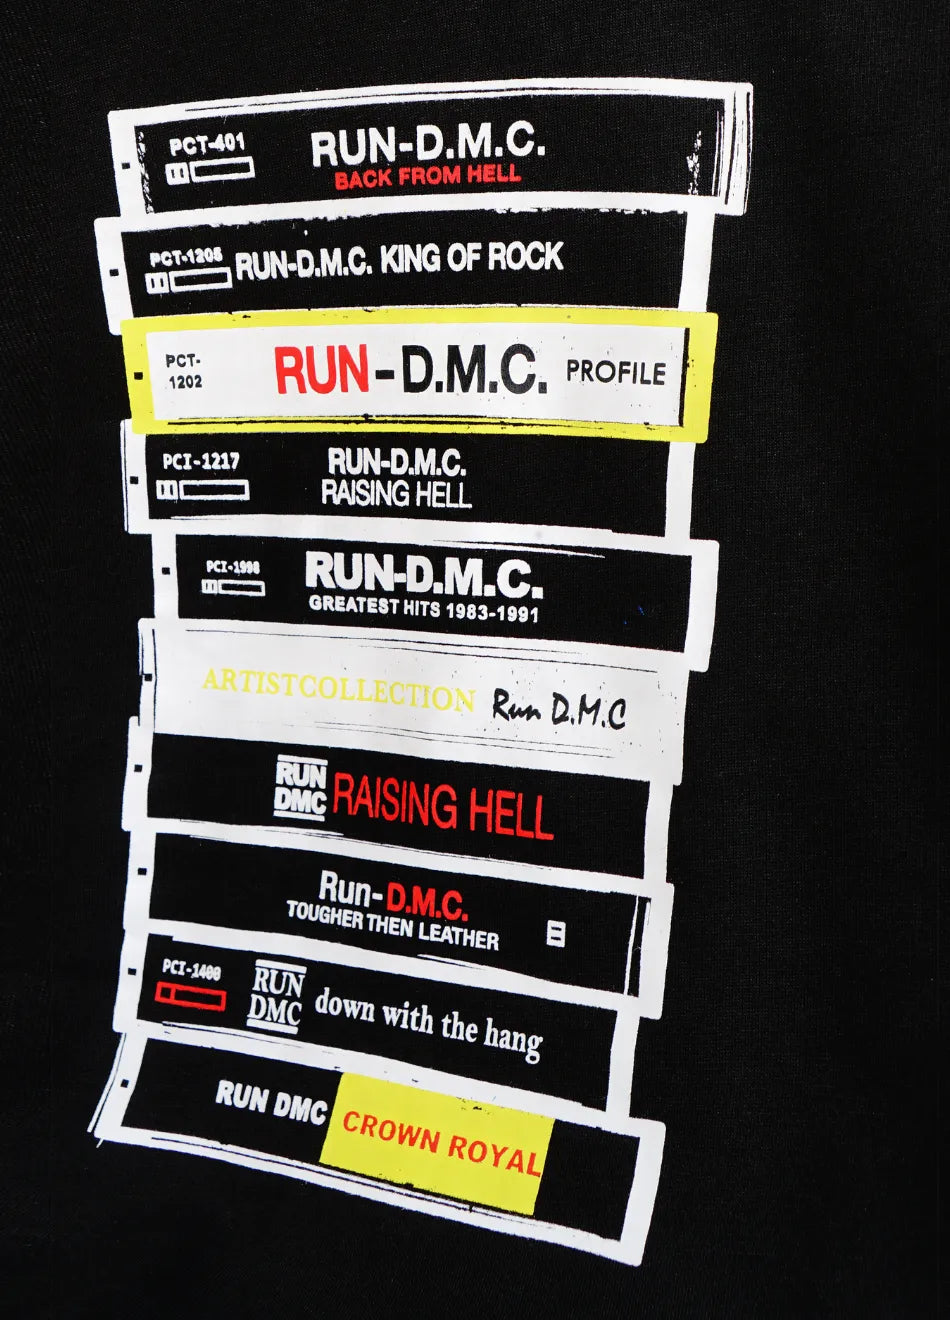 PCT-401
RUN-D.M.C.
BACK FROM HELL
PCT-1205
RUN-D.M.C. KING OF ROCK
PCT-
1202
RUN-D.M.C.
PROFILE
PCI-1217
RUN-D.M.C.
RAISING HELL
PCI-1998
RUN-D.M.C.
GREATEST HITS 1983-1991
ARTIST COLLECTION Run D.M.C
RUN
DMC
RAISING HELL
Run-D.M.C.
TOUGHER THEN LEATHER
PCI-1400
RUN
DMC
down with the hang
RUN DMC CROWN ROYAL